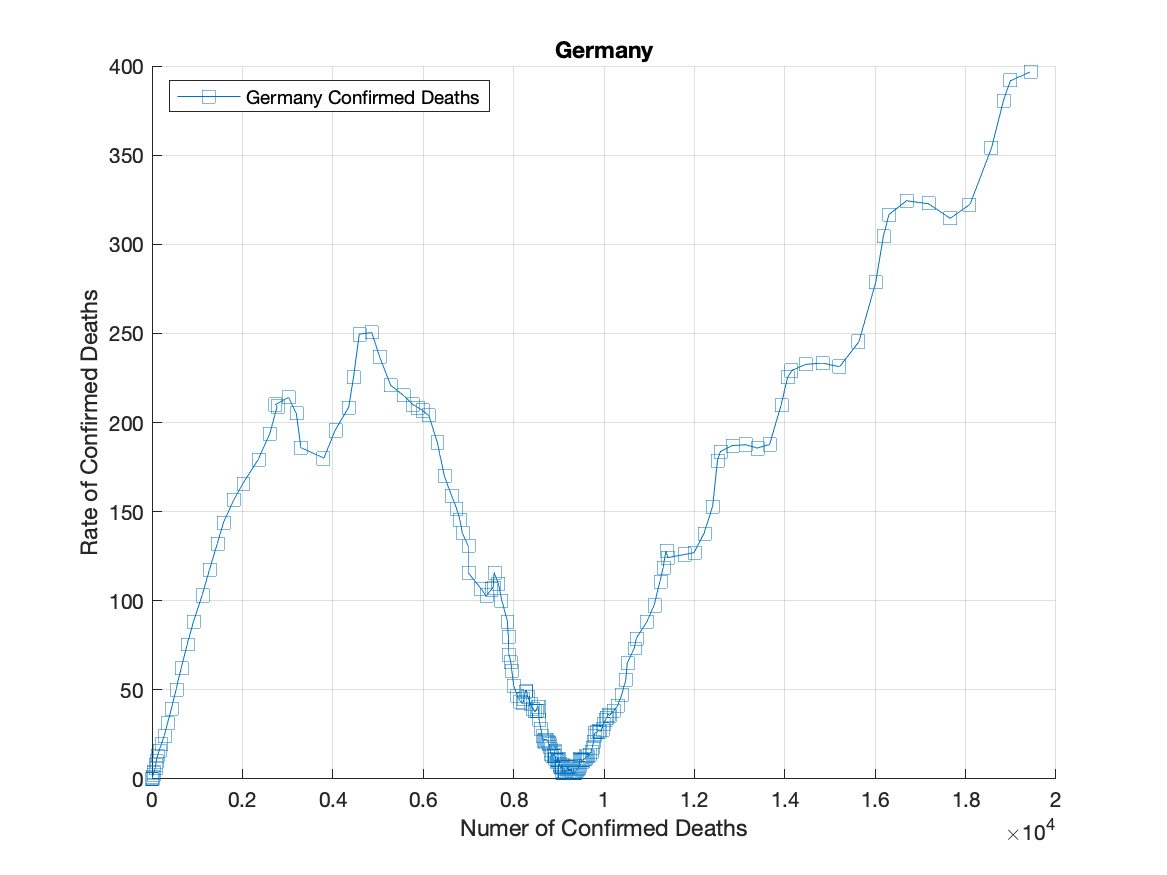 Germany
Germany Confirmed Deaths
400
350
300
250
200
150
100
50
0
Rate of Confirmed Deaths
0 0.2 0.4 0.6 0.8 1 1.2 1.4 1.6 1.8 2
Numer of Confirmed Deaths
×10⁴